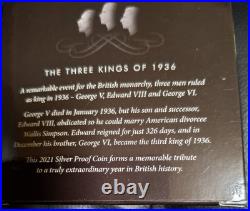 THE THREE KINGS OF 1936
A remarkable event for the British monarchy, three men ruled
as king in 1936 – George V, Edward VIII and George VI.
George V died in January 1936, but his son and successor,
Edward VIII, abdicated so he could marry American divorcee
Wallis Simpson. Edward reigned for just 326 days, and in
December his brother, George VI, became the third king of 1936.
This 2021 Silver Proof Coin forms a memorable tribute
to a truly extraordinary year in British history.